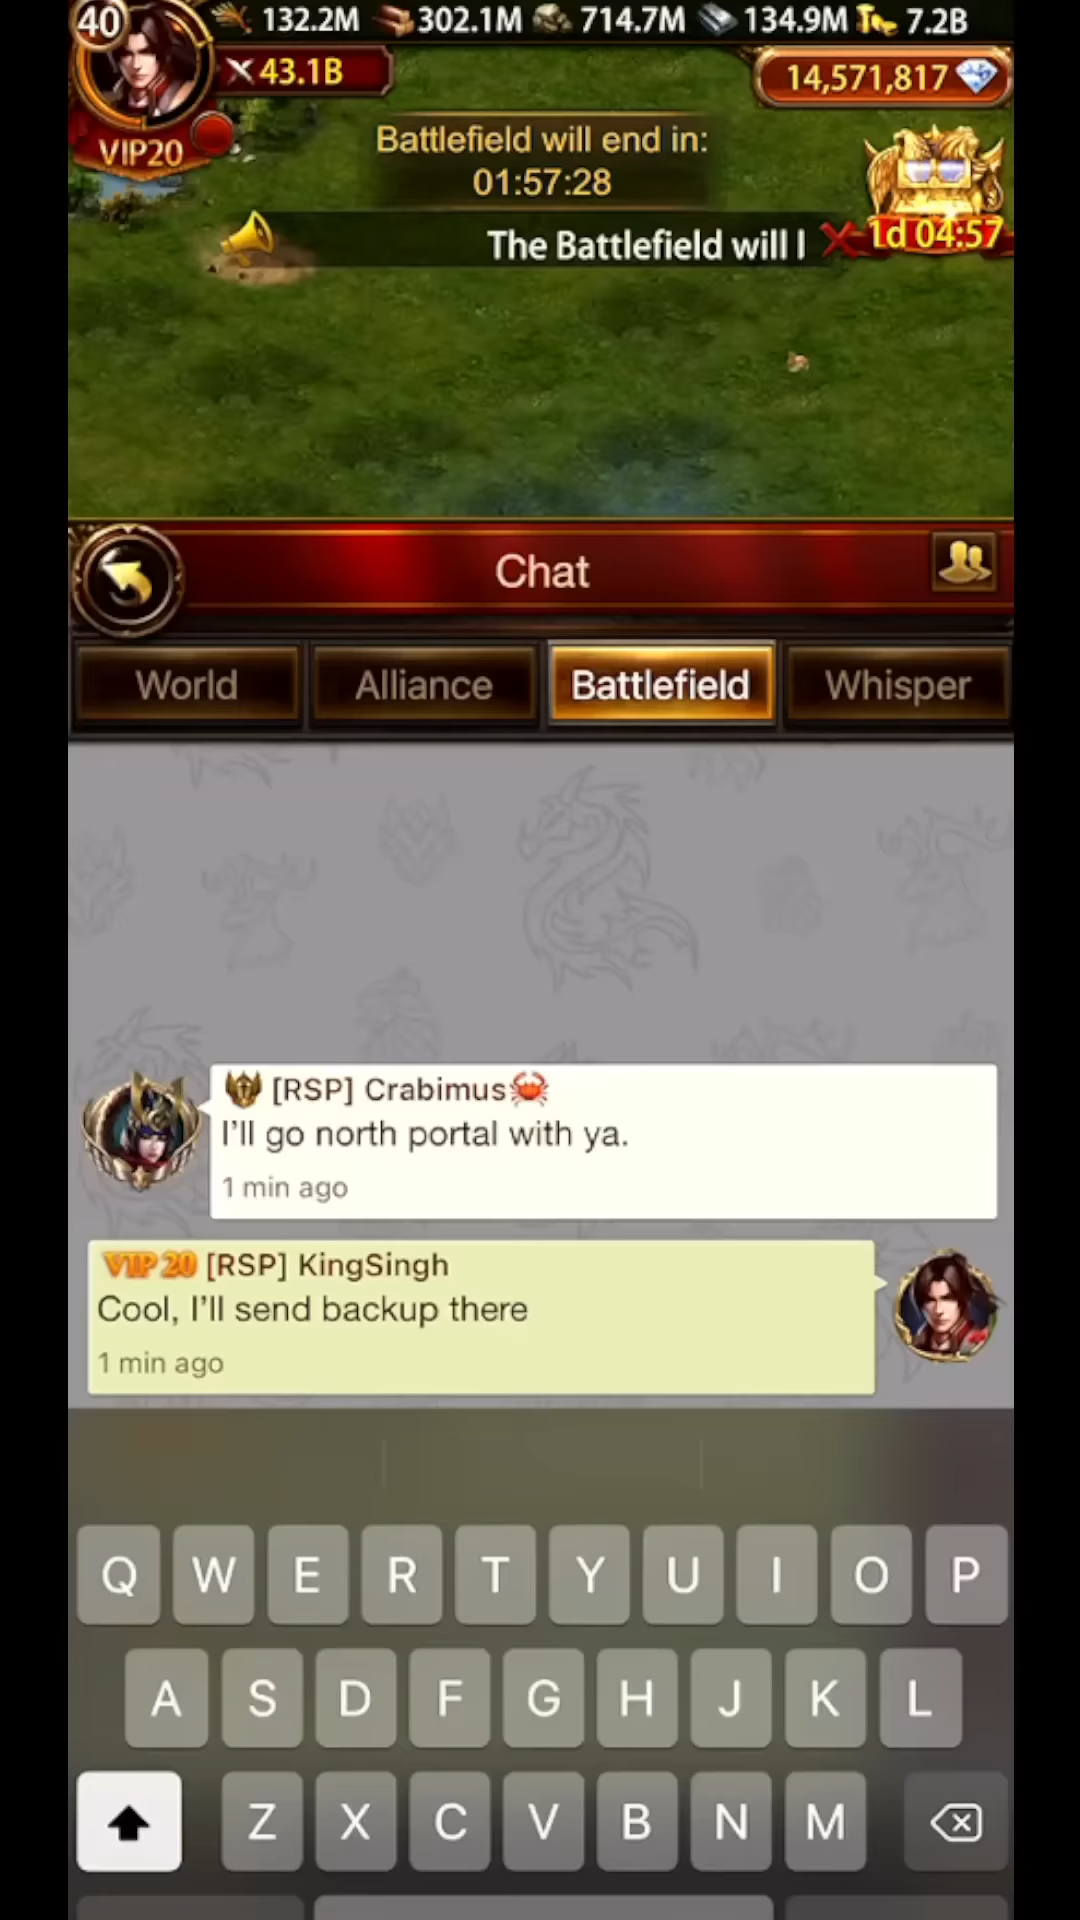 40
132.2M
302.1M
714.7M
134.9M
7.2B
43.1B
14,571,817
VIP20
Battlefield will end in:
01:57:28
The Battlefield will
1d 04:57
Chat
World
Alliance
Battlefield
Whisper
[RSP] Crabimus🦀
I'll go north portal with ya.
1 min ago
VIP 20 [RSP] KingSingh
Cool, I'll send backup there
1 min ago
Q W E R T Y U I O P
A S D F G H J K L
Z X C V B N M